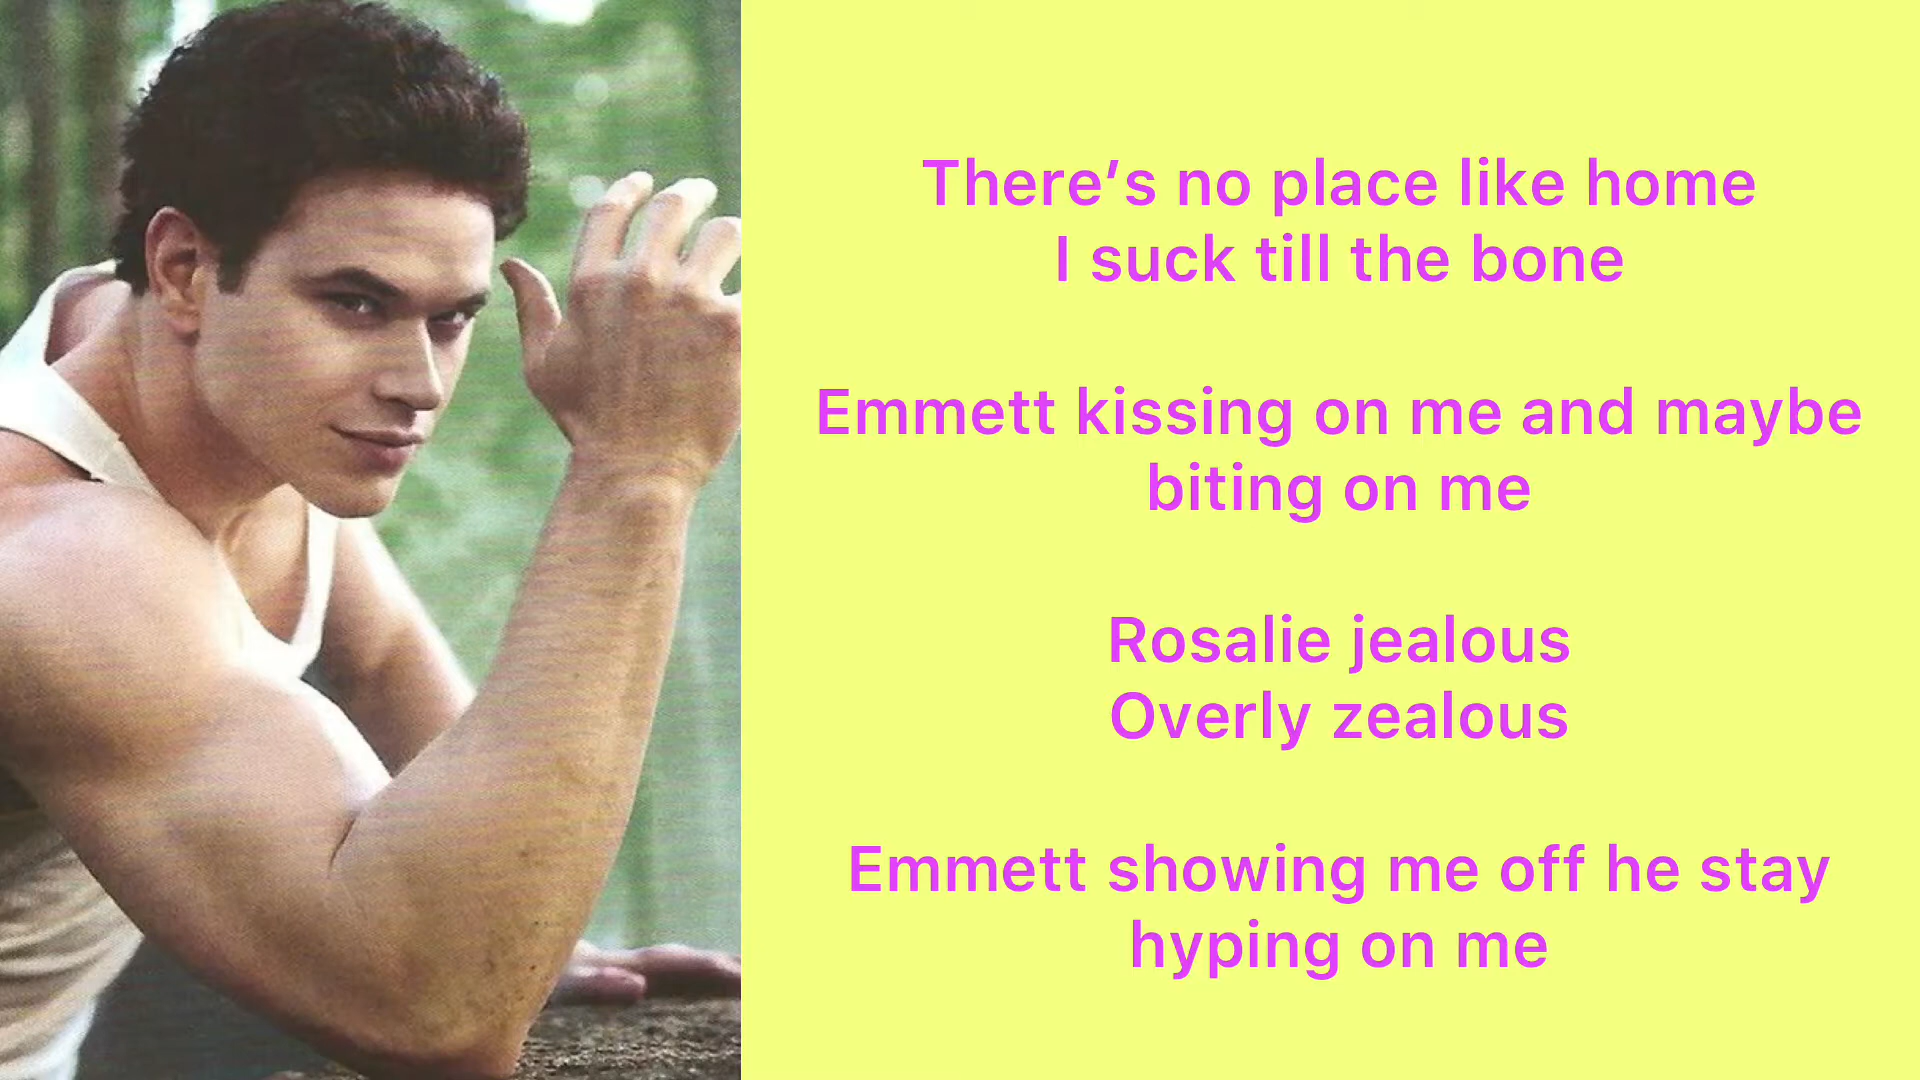 There’s no place like home
I suck till the bone
Emmett kissing on me and maybe
biting on me
Rosalie jealous
Overly zealous
Emmett showing me off he stay
hyping on me